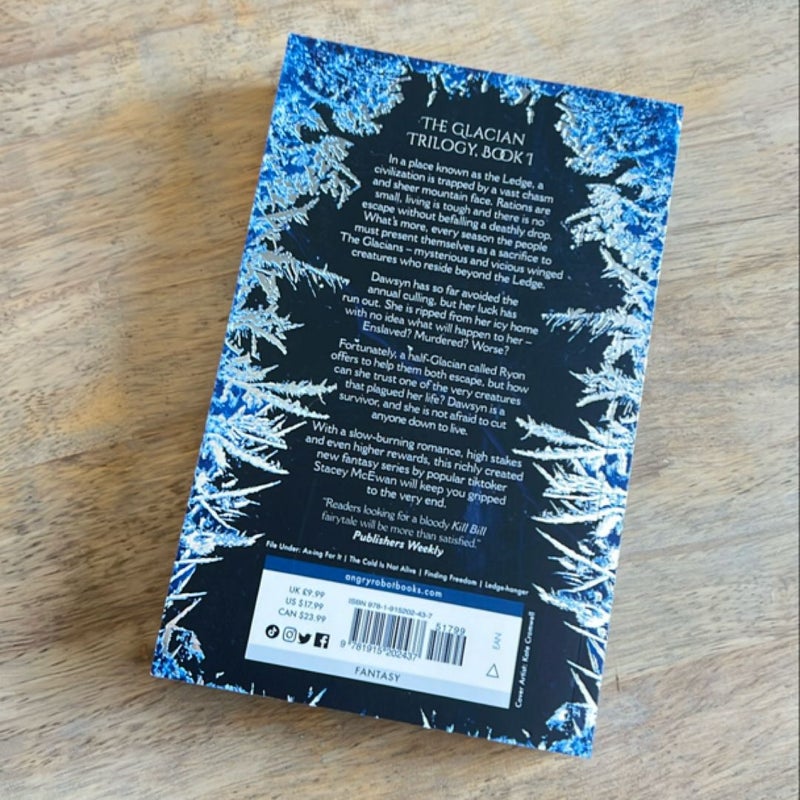 THE GLACIAN
TRILOGY, BOOK I
In a place known as the Ledge, a
civilization is trapped by a vast chasm
and sheer mountain face. Rations are
small, living is tough and there is no
escape without befalling a deathly drop.
What's more, every season the people
must present themselves as a sacrifice to
The Glacians – mysterious and vicious winged
creatures who reside beyond the Ledge.
Dawsyn has so far avoided the
annual culling, but her luck has
run out. She is ripped from her icy home
with no idea what will happen to her –
Enslaved? Murdered? Worse?
Fortunately, a half-Glacian called Ryon
offers to help them both escape, but how
can she trust one of the very creatures
that plagued her life? Dawsyn is a
survivor, and she is not afraid to cut
anyone down to live.
With a slow-burning romance, high stakes
and even higher rewards, this richly created
new fantasy series by popular tiktoker
Stacey McEwan will keep you gripped
to the very end.
"Readers looking for a bloody Kill Bill
fairytale will be more than satisfied."
Publishers Weekly
File Under: Axe-ing For It | The Cold Is Not Alive | Finding Freedom | Ledge-hanger
angryrobotbooks.com
UK £9.99
US $17.99
CAN $23.99
ISBN 978-1-915202-43-7
51799
9 781915 202437
EAN
FANTASY
Cover Artist: Kate Cromwell